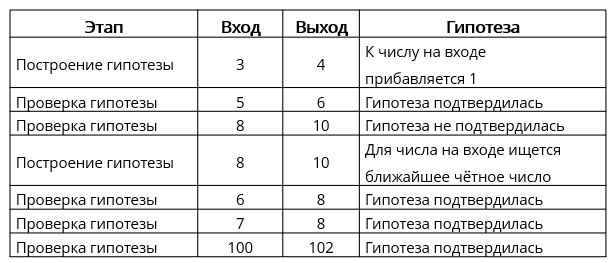 Этап Вход Выход Гипотеза
Построение гипотезы 3 4 К числу на входе
прибавляется 1
Проверка гипотезы 5 6 Гипотеза подтвердилась
Проверка гипотезы 8 10 Гипотеза не подтвердилась
Построение гипотезы 8 10 Для числа на входе ищется
ближайшее чётное число
Проверка гипотезы 6 8 Гипотеза подтвердилась
Проверка гипотезы 7 8 Гипотеза подтвердилась
Проверка гипотезы 100 102 Гипотеза подтвердилась